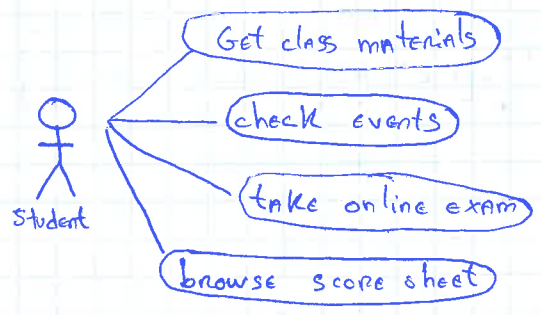 Get class materials
check events
take online exam
Student
browse score sheet